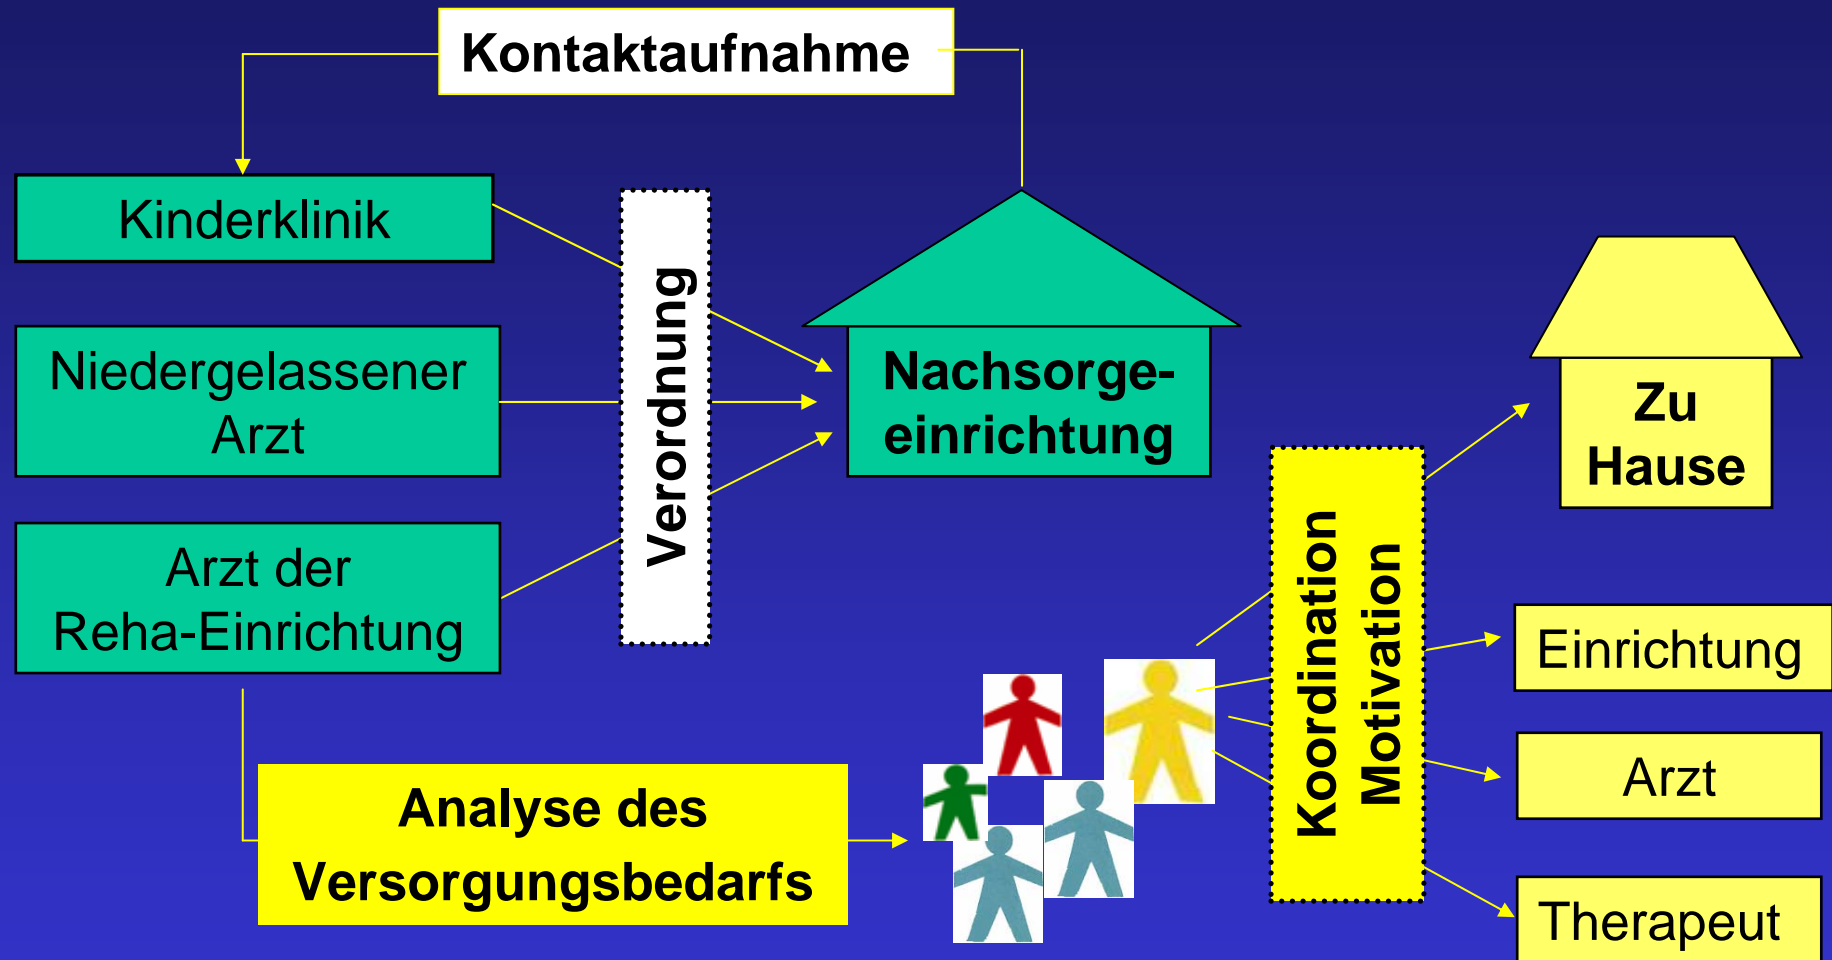 Kontaktaufnahme
Kinderklinik
Niedergelassener
Arzt
Arzt der
Reha-Einrichtung
Verordnung
Nachsorge-
einrichtung
Zu
Hause
Analyse des
Versorgungsbedarfs
Koordination
Motivation
Einrichtung
Arzt
Therapeut